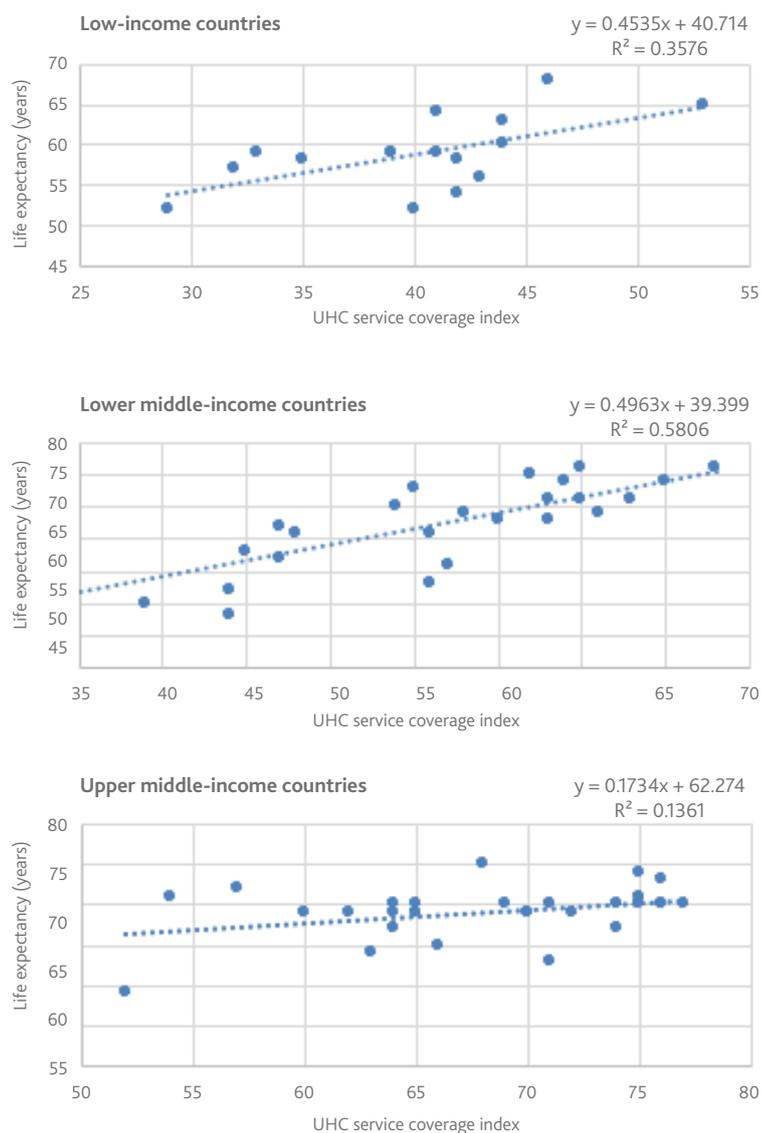 Low-income countries
y = 0.4535x + 40.714
R² = 0.3576
Life expectancy (years)
70
65
60
55
50
45
25 30 35 40 45 50 55
UHC service coverage index
Lower middle-income countries
y = 0.4963x + 39.399
R² = 0.5806
Life expectancy (years)
80
75
70
65
60
55
50
45
35 40 45 50 55 60 65 70
UHC service coverage index
Upper middle-income countries
y = 0.1734x + 62.274
R² = 0.1361
Life expectancy (years)
80
75
70
65
60
55
50 55 60 65 70 75 80
UHC service coverage index